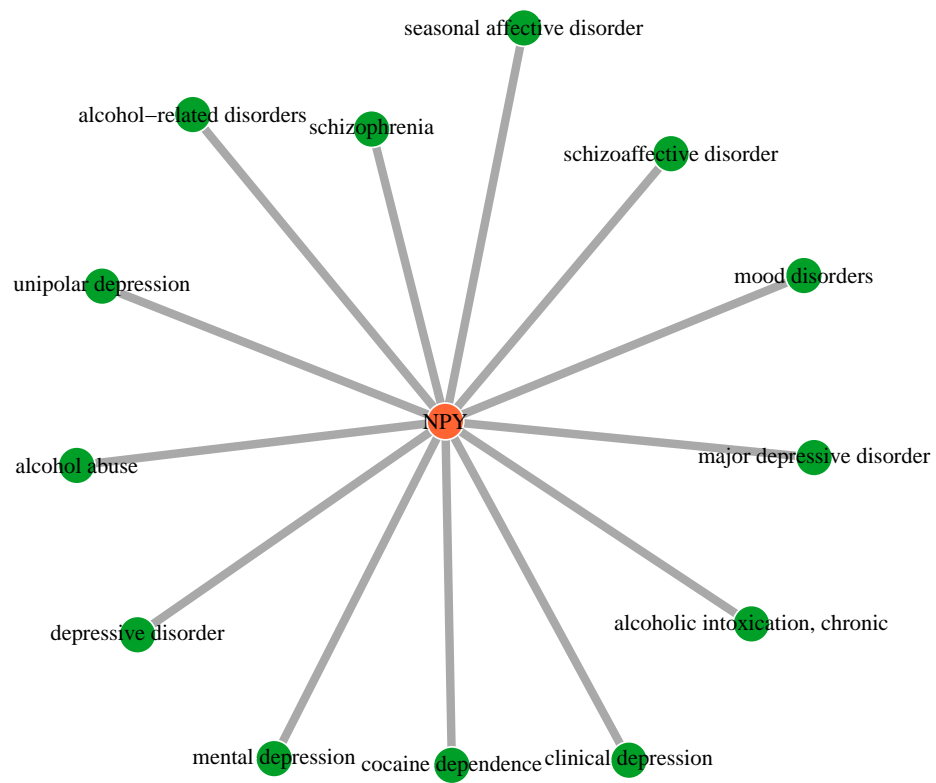 seasonal affective disorder
alcohol−related disorders
schizophrenia
schizoaffective disorder
unipolar depression
mood disorders
NPY
alcohol abuse
major depressive disorder
depressive disorder
alcoholic intoxication, chronic
mental depression
cocaine dependence
clinical depression